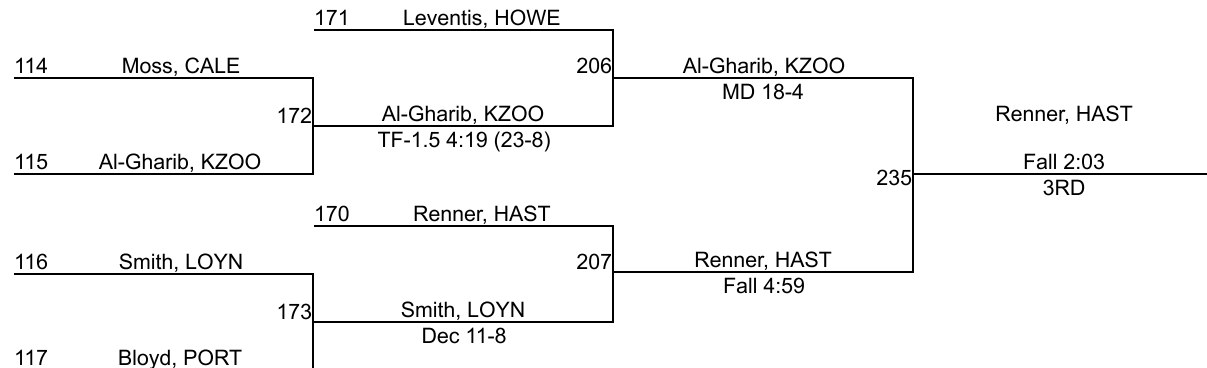 171 Leventis, HOWE
114 Moss, CALE
206 Al-Gharib, KZOO
MD 18-4
172 Al-Gharib, KZOO
TF-1.5 4:19 (23-8)
Renner, HAST
115 Al-Gharib, KZOO
Fall 2:03
235
3RD
170 Renner, HAST
116 Smith, LOYN
207 Renner, HAST
Fall 4:59
173 Smith, LOYN
Dec 11-8
117 Bloyd, PORT